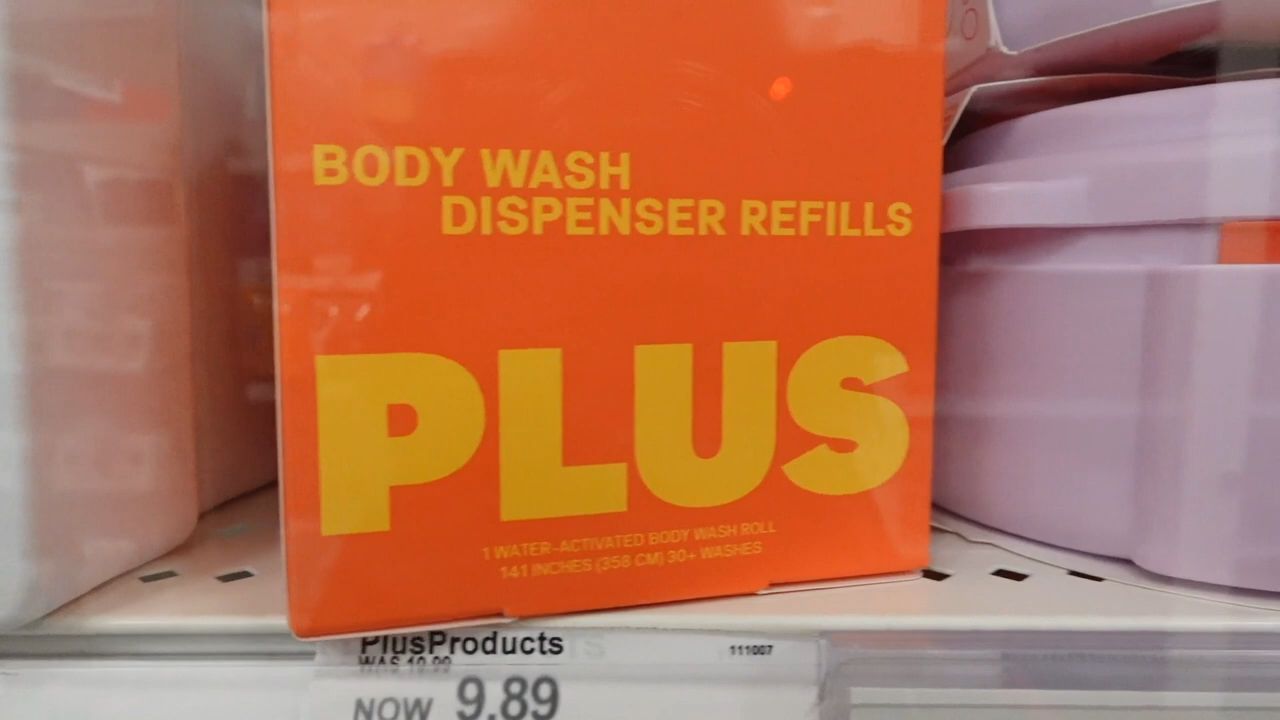 BODY WASH
DISPENSER REFILLS
PLUS
1 WATER-ACTIVATED BODY WASH ROLL
141 INCHES (358 CM) 30+ WASHES
PlusProducts
111007
WAS 10.99
NOW 9.89